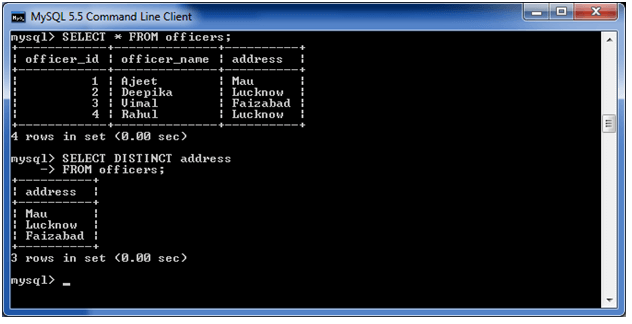 MySQL 5.5 Command Line Client
mysql> SELECT * FROM officers;
+------------+--------------+-----------+
| officer_id | officer_name | address   |
+------------+--------------+-----------+
|          1 | Ajeet        | Mau       |
|          2 | Deepika      | Lucknow   |
|          3 | Vimal        | Faizabad  |
|          4 | Rahul        | Lucknow   |
+------------+--------------+-----------+
4 rows in set (0.00 sec)
mysql> SELECT DISTINCT address
    -> FROM officers;
+----------+
| address  |
+----------+
| Mau      |
| Lucknow  |
| Faizabad |
+----------+
3 rows in set (0.00 sec)
mysql> _